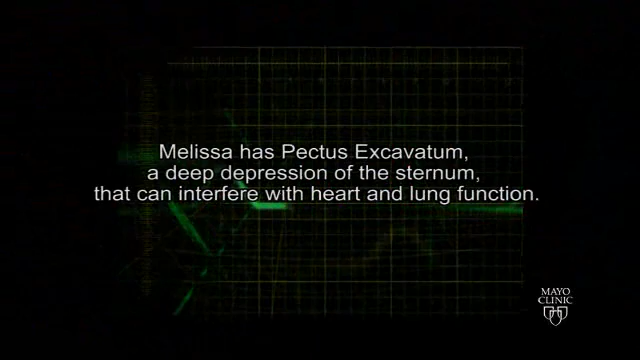 Melissa has Pectus Excavatum,
a deep depression of the sternum,
that can interfere with heart and lung function.
MAYO
CLINIC